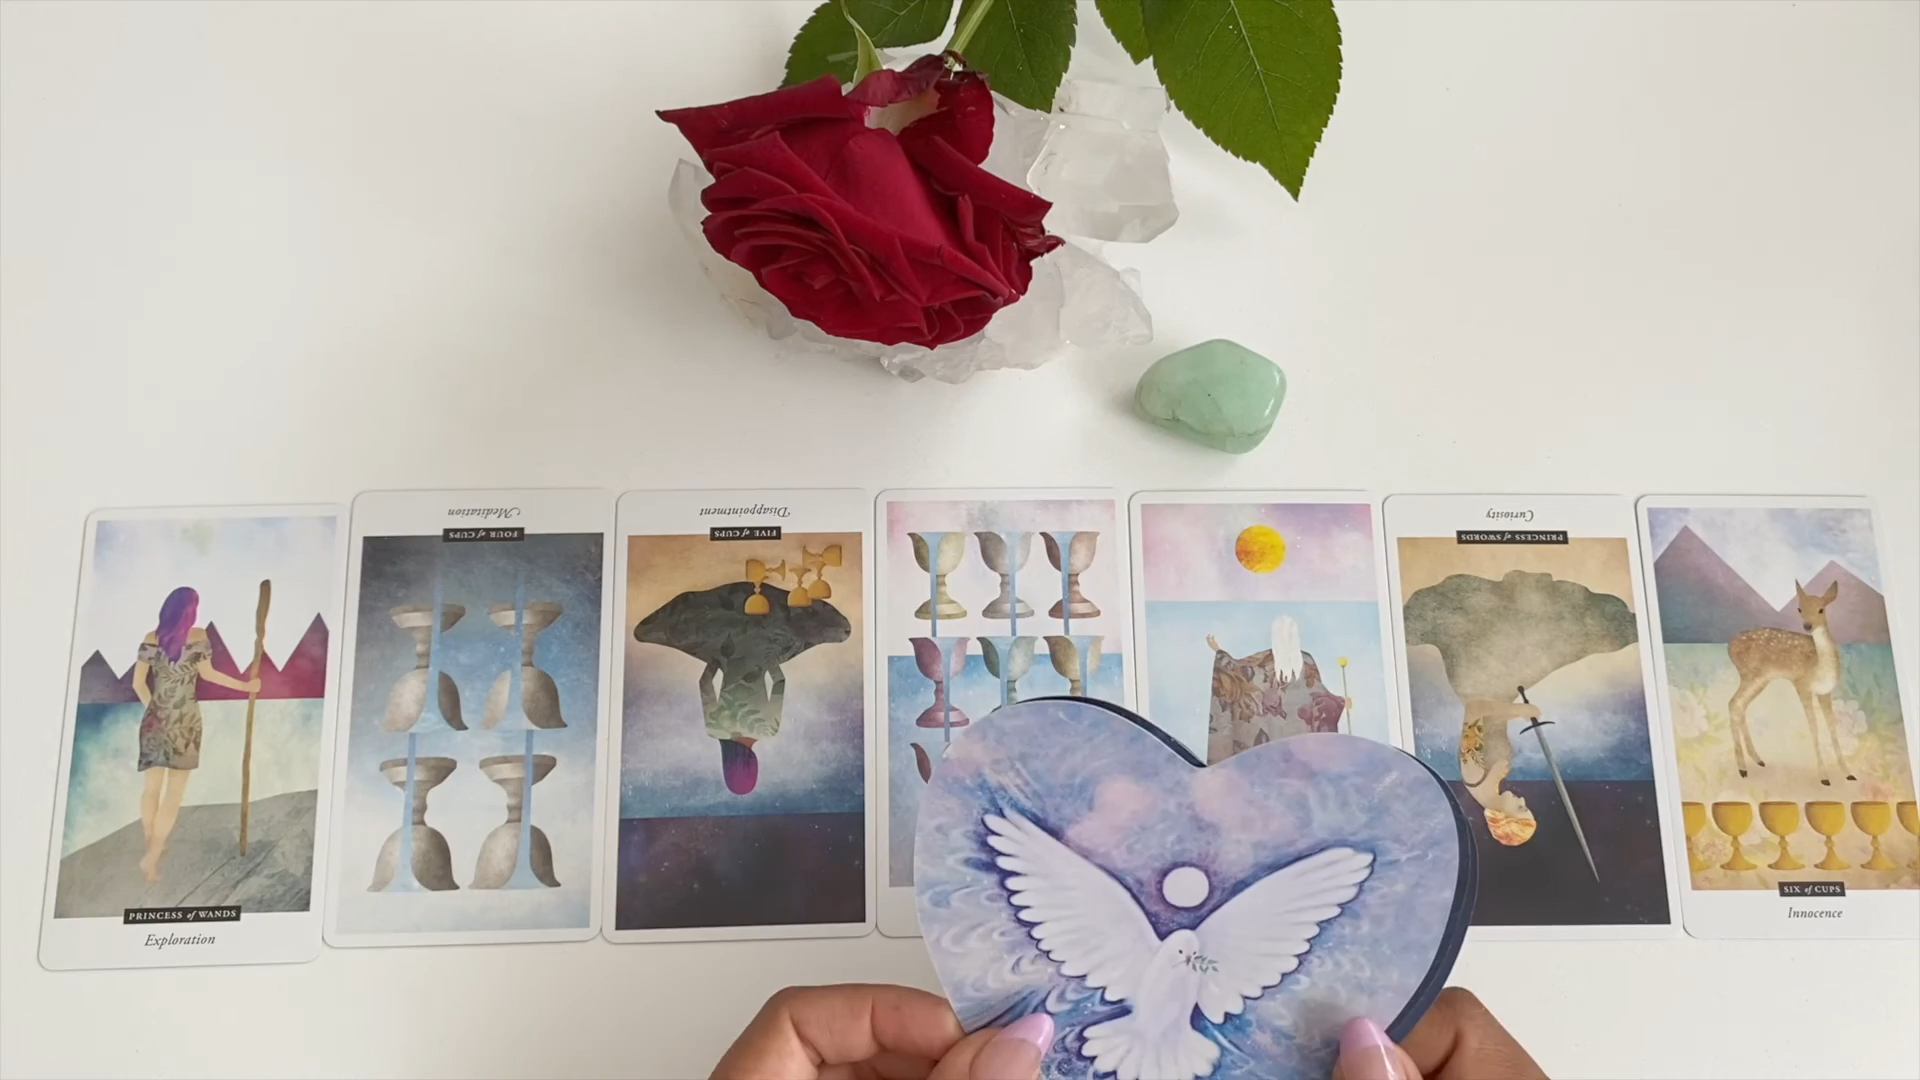 PRINCESS of WANDS
Exploration
Meditation
FOUR of CUPS
Disappointment
FIVE of CUPS
Curiosity
PRINCESS of SWORDS
SIX of CUPS
Innocence